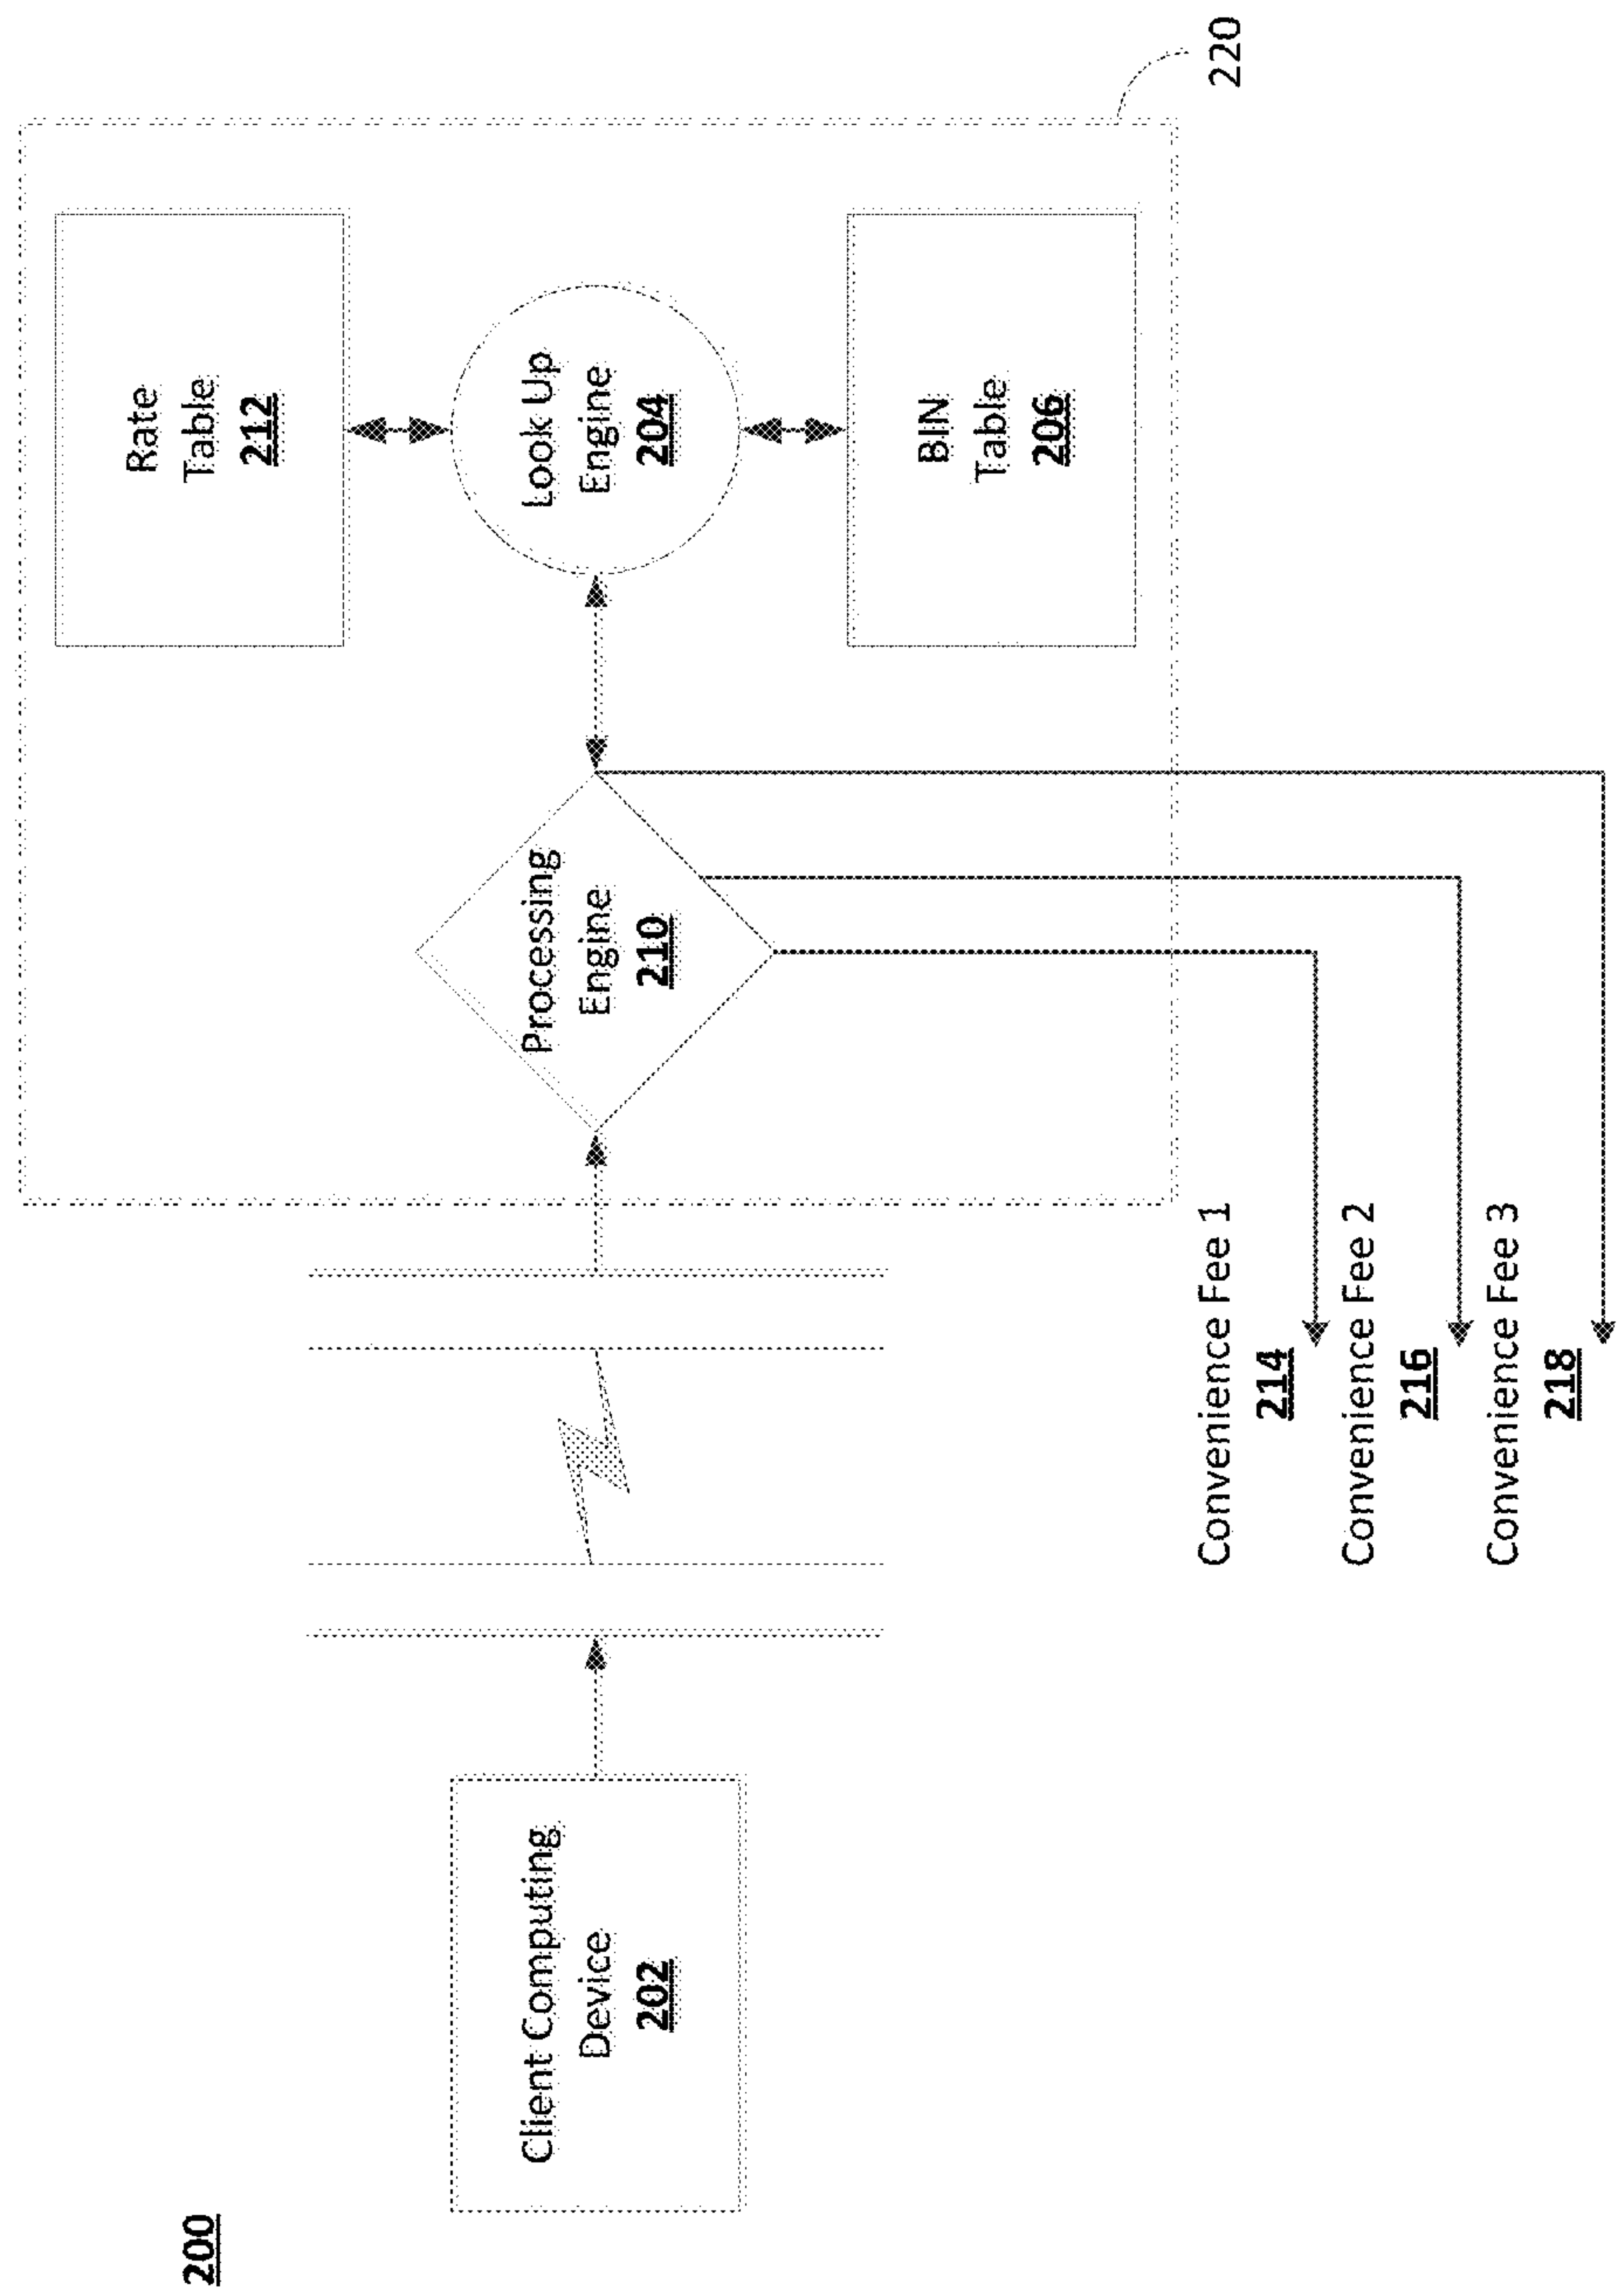 200
Client Computing
Device
202
Processing
Engine
210
Rate
Table
212
Look Up
Engine
204
BIN
Table
206
220
Convenience Fee 1
214
Convenience Fee 2
216
Convenience Fee 3
218